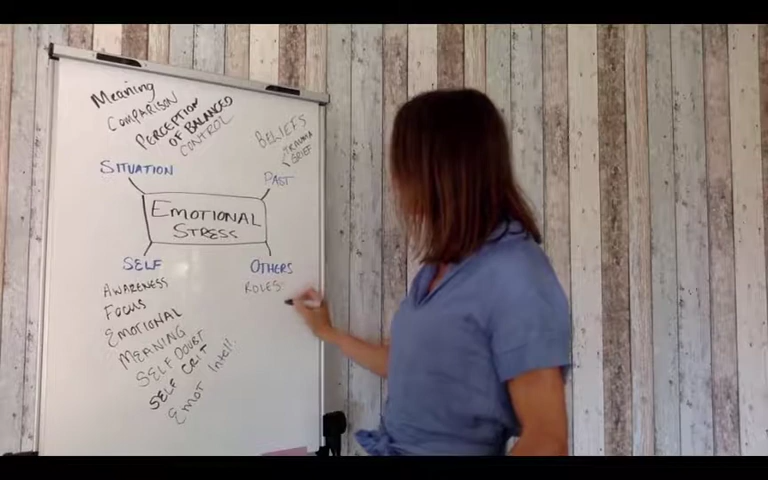 Meaning
COMPARISON
PERCEPTION
OF BALANCED
CONTROL
BELIEFS
TRAUMA
GRIEF
SITUATION
PAST
EMOTIONAL
STRESS
SELF
OTHERS
AWARENESS
ROLES
FOCUS
EMOTIONAL
MEANING
SELF DOUBT
SELF CRIT
EMOT Intell.